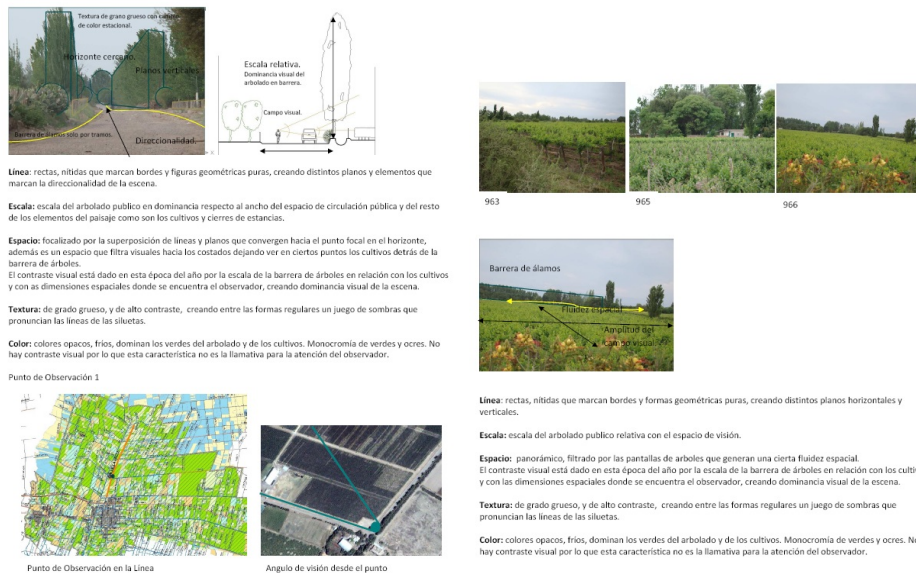 Textura de grano grueso con cambio
de color estacional.
Horizonte cercano.
Planos verticales
Barrera de álamos solo por tramos.
Direccionalidad.
Escala relativa.
Dominancia visual del
arbolado en barrera.
Campo visual.
Línea: rectas, nítidas que marcan bordes y figuras geométricas puras, creando distintos planos y elementos que
marcan la direccionalidad de la escena.
Escala: escala del arbolado publico en dominancia respecto al ancho del espacio de circulación pública y del resto
de los elementos del paisaje como son los cultivos y cierres de estancias.
Espacio: focalizado por la superposición de líneas y planos que convergen hacia el punto focal en el horizonte,
además es un espacio que filtra visuales hacia los costados dejando ver en ciertos puntos los cultivos detrás de la
barrera de árboles.
El contraste visual está dado en esta época del año por la escala de la barrera de árboles en relación con los cultivos
y con as dimensiones espaciales donde se encuentra el observador, creando dominancia visual de la escena.
Textura: de grado grueso, y de alto contraste, creando entre las formas regulares un juego de sombras que
pronuncian las líneas de las siluetas.
Color: colores opacos, fríos, dominan los verdes del arbolado y de los cultivos. Monocromía de verdes y ocres. No
hay contraste visual por lo que esta característica no es la llamativa para la atención del observador.
Punto de Observación 1
Punto de Observación en la Línea
Angulo de visión desde el punto
963
965
966
Barrera de álamos
Fluidez espacial
Amplitud del
campo visual.
Línea: rectas, nítidas que marcan bordes y formas geométricas puras, creando distintos planos horizontales y
verticales.
Escala: escala del arbolado publico relativa con el espacio de visión.
Espacio: panorámico, filtrado por las pantallas de arboles que generan una cierta fluidez espacial.
El contraste visual está dado en esta época del año por la escala de la barrera de árboles en relación con los culti
y con las dimensiones espaciales donde se encuentra el observador, creando dominancia visual de la escena.
Textura: de grado grueso, y de alto contraste, creando entre las formas regulares un juego de sombras que
pronuncian las líneas de las siluetas.
Color: colores opacos, fríos, dominan los verdes del arbolado y de los cultivos. Monocromía de verdes y ocres. No
hay contraste visual por lo que esta característica no es la llamativa para la atención del observador.